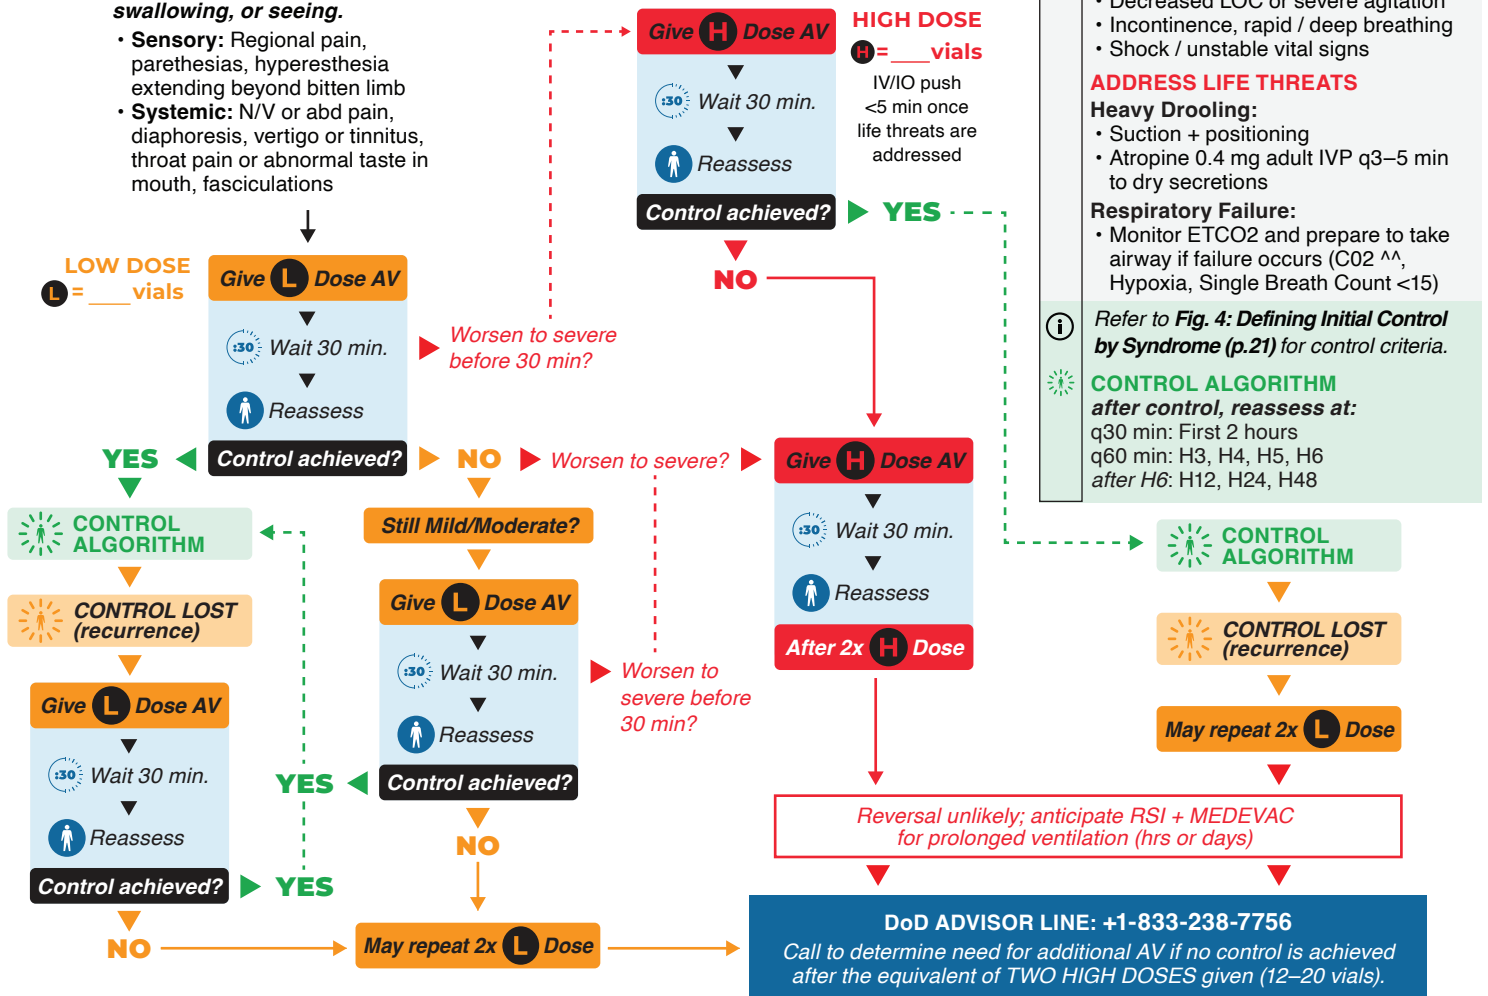 swallowing, or seeing.
• Sensory: Regional pain,
parethesias, hyperesthesia
extending beyond bitten limb
• Systemic: N/V or abd pain,
diaphoresis, vertigo or tinnitus,
throat pain or abnormal taste in
mouth, fasciculations
LOW DOSE
L = ___ vials
Give L Dose AV
:30 Wait 30 min.
Reassess
Control achieved?
Worsen to severe
before 30 min?
YES
NO
Worsen to severe?
CONTROL
ALGORITHM
CONTROL LOST
(recurrence)
Give L Dose AV
:30 Wait 30 min.
Reassess
Control achieved?
YES
NO
Still Mild/Moderate?
Give L Dose AV
:30 Wait 30 min.
Reassess
Control achieved?
Worsen to
severe before
30 min?
YES
NO
May repeat 2x L Dose
Give H Dose AV
:30 Wait 30 min.
Reassess
Control achieved?
HIGH DOSE
H = ___ vials
IV/IO push
<5 min once
life threats are
addressed
YES
NO
Give H Dose AV
:30 Wait 30 min.
Reassess
After 2x H Dose
• Decreased LOC or severe agitation
• Incontinence, rapid / deep breathing
• Shock / unstable vital signs
ADDRESS LIFE THREATS
Heavy Drooling:
• Suction + positioning
• Atropine 0.4 mg adult IVP q3–5 min
to dry secretions
Respiratory Failure:
• Monitor ETCO2 and prepare to take
airway if failure occurs (C02 ^^,
Hypoxia, Single Breath Count <15)
i
Refer to Fig. 4: Defining Initial Control
by Syndrome (p.21) for control criteria.
CONTROL ALGORITHM
after control, reassess at:
q30 min: First 2 hours
q60 min: H3, H4, H5, H6
after H6: H12, H24, H48
CONTROL
ALGORITHM
CONTROL LOST
(recurrence)
May repeat 2x L Dose
Reversal unlikely; anticipate RSI + MEDEVAC
for prolonged ventilation (hrs or days)
DoD ADVISOR LINE: +1-833-238-7756
Call to determine need for additional AV if no control is achieved
after the equivalent of TWO HIGH DOSES given (12–20 vials).